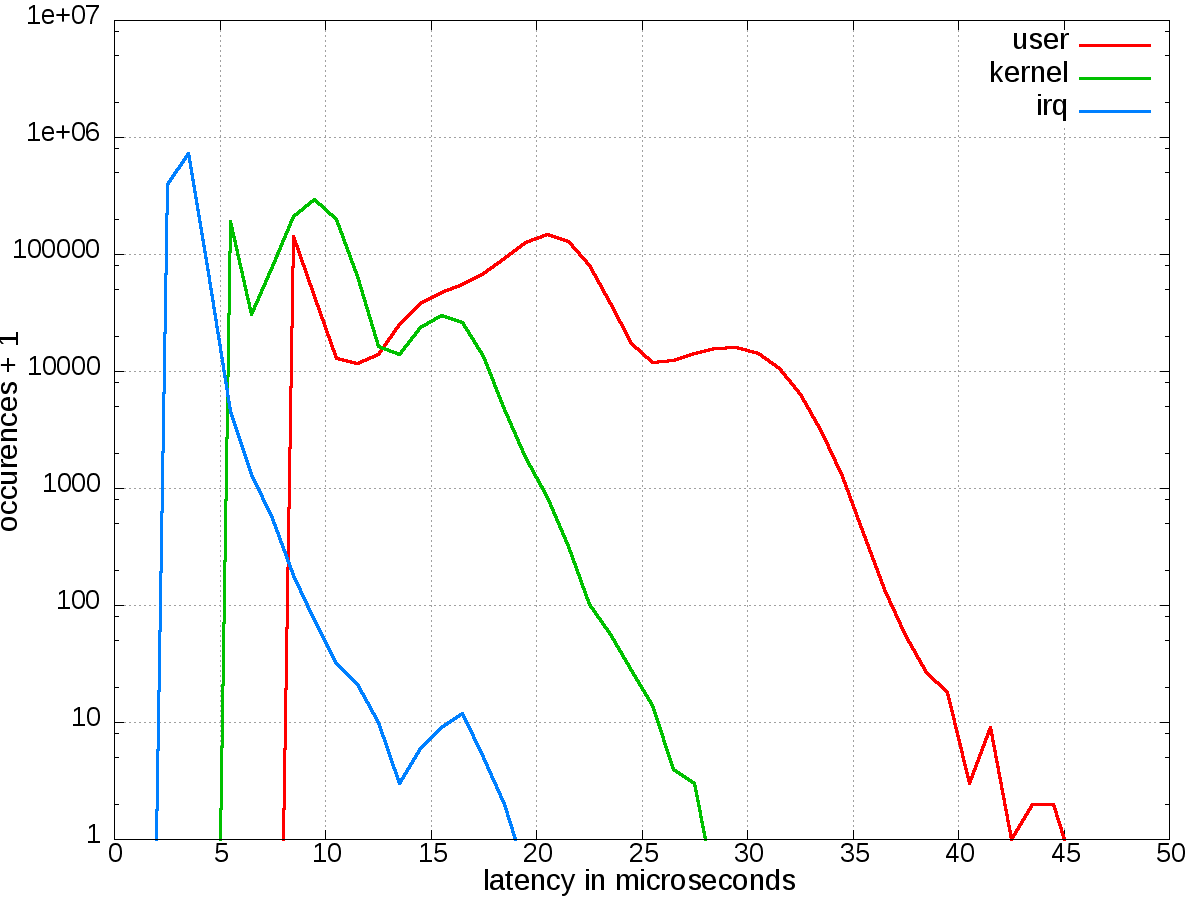 1e+07
1e+06
100000
10000
1000
100
10
1
occurences + 1
user
kernel
irq
0 5 10 15 20 25 30 35 40 45 50
latency in microseconds